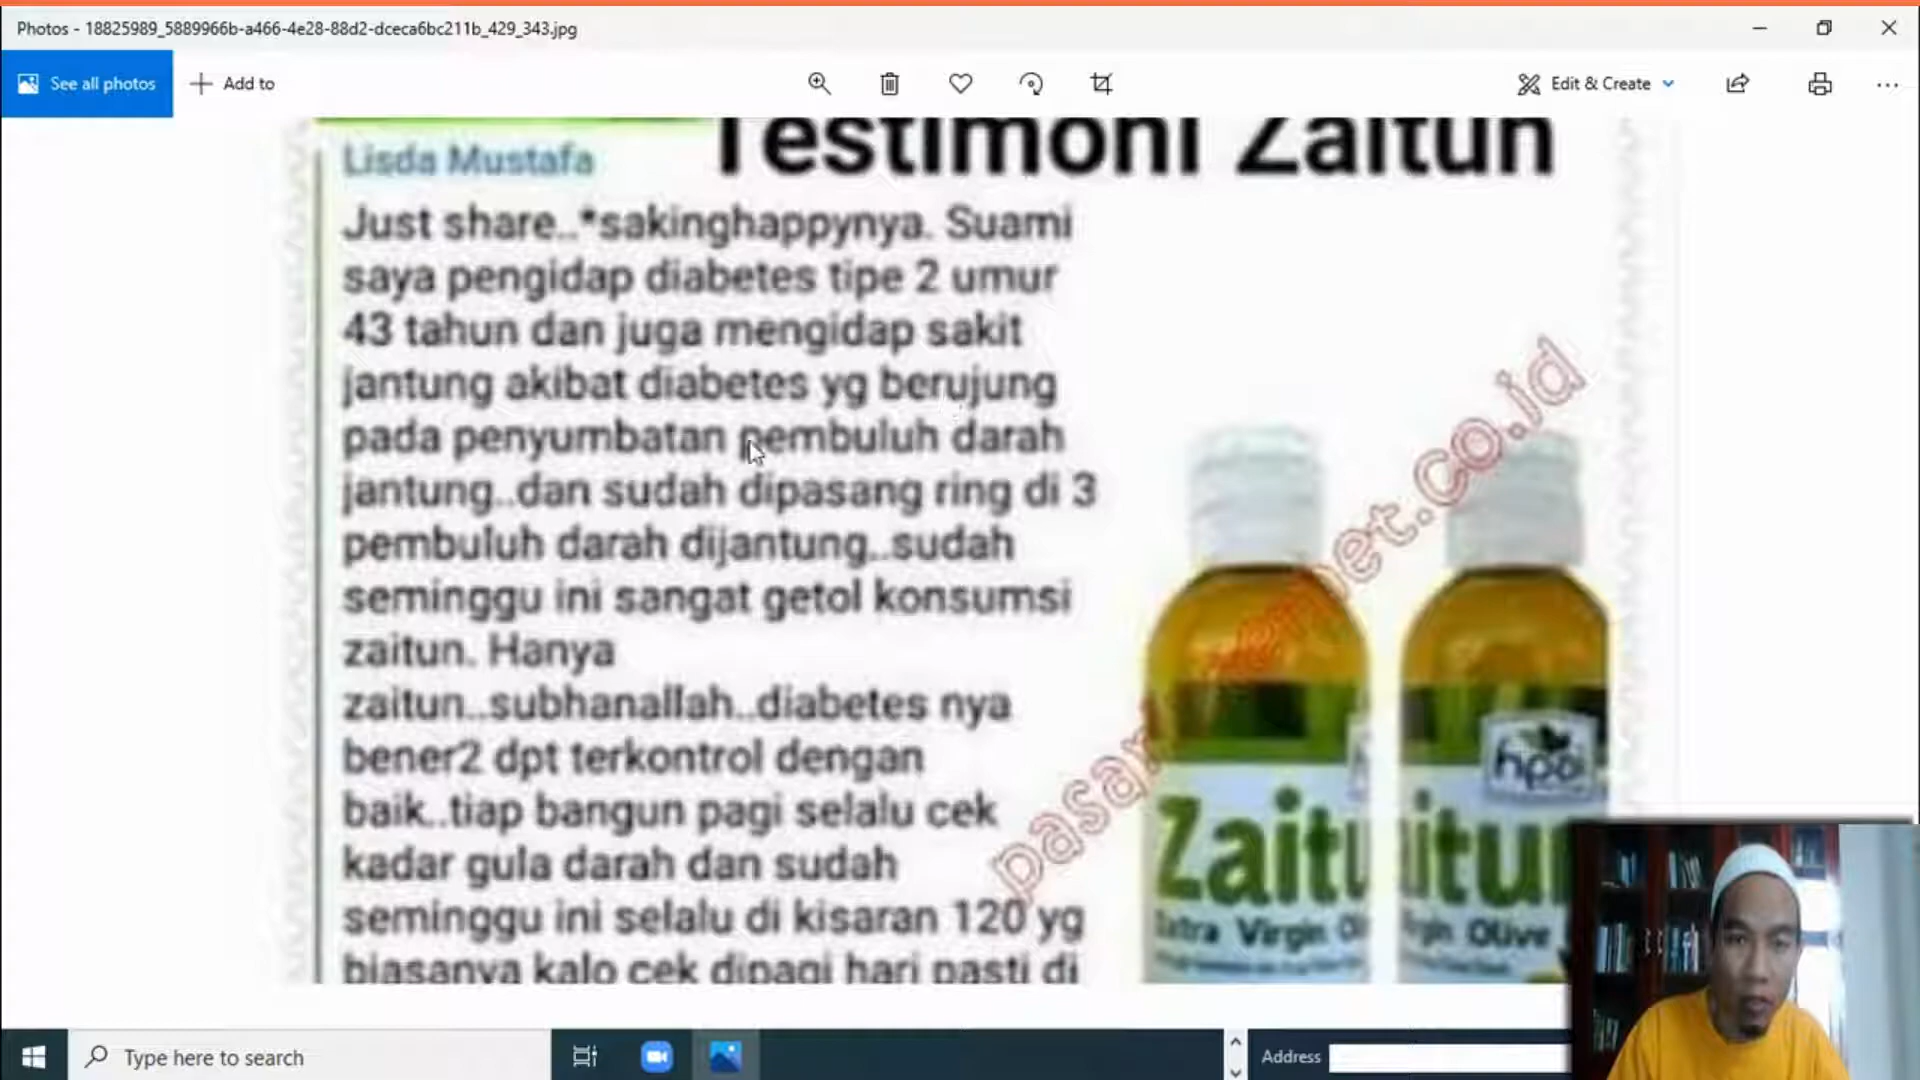 Photos - 18825989_5889966b-a466-4e28-88d2-dceca6bc211b_429_343.jpg
See all photos
Add to
Edit & Create
Testimoni Zaitun
Lisda Mustafa
Just share..*sakinghappynya. Suami
saya pengidap diabetes tipe 2 umur
43 tahun dan juga mengidap sakit
jantung akibat diabetes yg berujung
pada penyumbatan pembuluh darah
jantung..dan sudah dipasang ring di 3
pembuluh darah dijantung..sudah
seminggu ini sangat getol konsumsi
zaitun. Hanya
zaitun..subhanallah..diabetes nya
bener2 dpt terkontrol dengan
baik..tiap bangun pagi selalu cek
kadar gula darah dan sudah
seminggu ini selalu di kisaran 120 yg
biasanya kalo cek dipagi hari pasti di
hpai
Zaitu
itun
Extra Virgin Ol
irgin Olive
Type here to search
Address